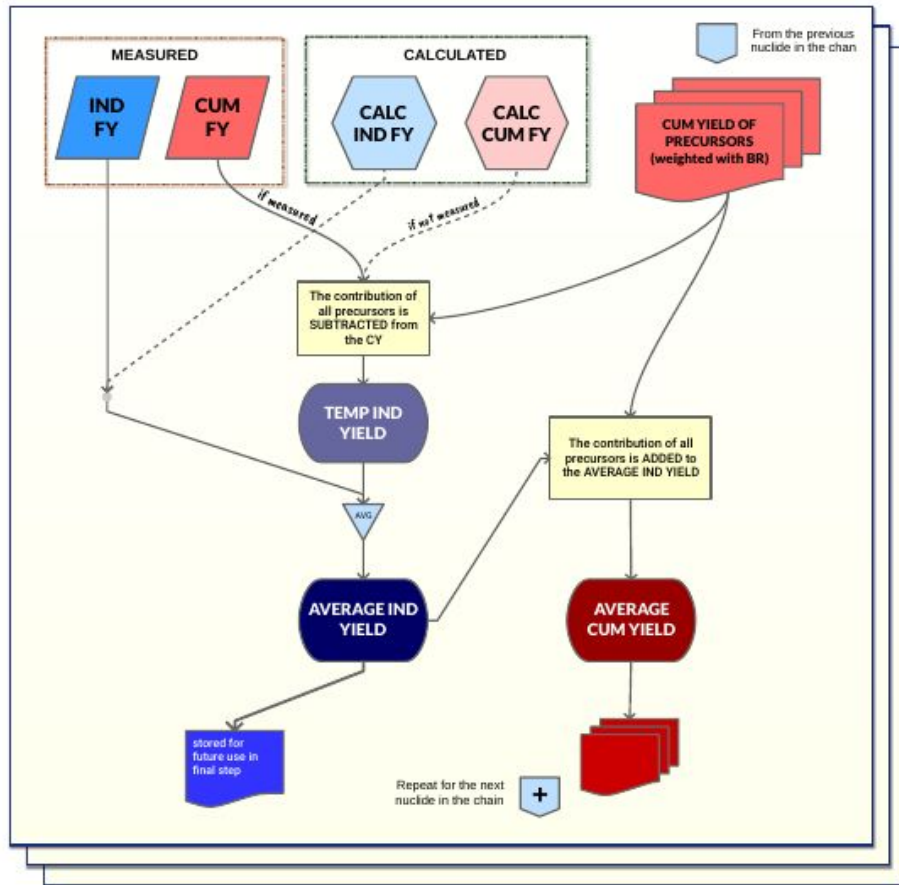 From the previous
nuclide in the chan
MEASURED
CALCULATED
IND
FY
CUM
FY
CALC
IND FY
CALC
CUM FY
CUM YIELD OF
PRECURSORS
(weighted with BR)
if measured
if not measured
The contribution of
all precursors is
SUBTRACTED from
the CY
TEMP IND
YIELD
The contribution of all
precursors is ADDED to
the AVERAGE IND YIELD
AVG
AVERAGE IND
YIELD
AVERAGE
CUM YIELD
stored for
future use in
final step
Repeat for the next
nuclide in the chain
+